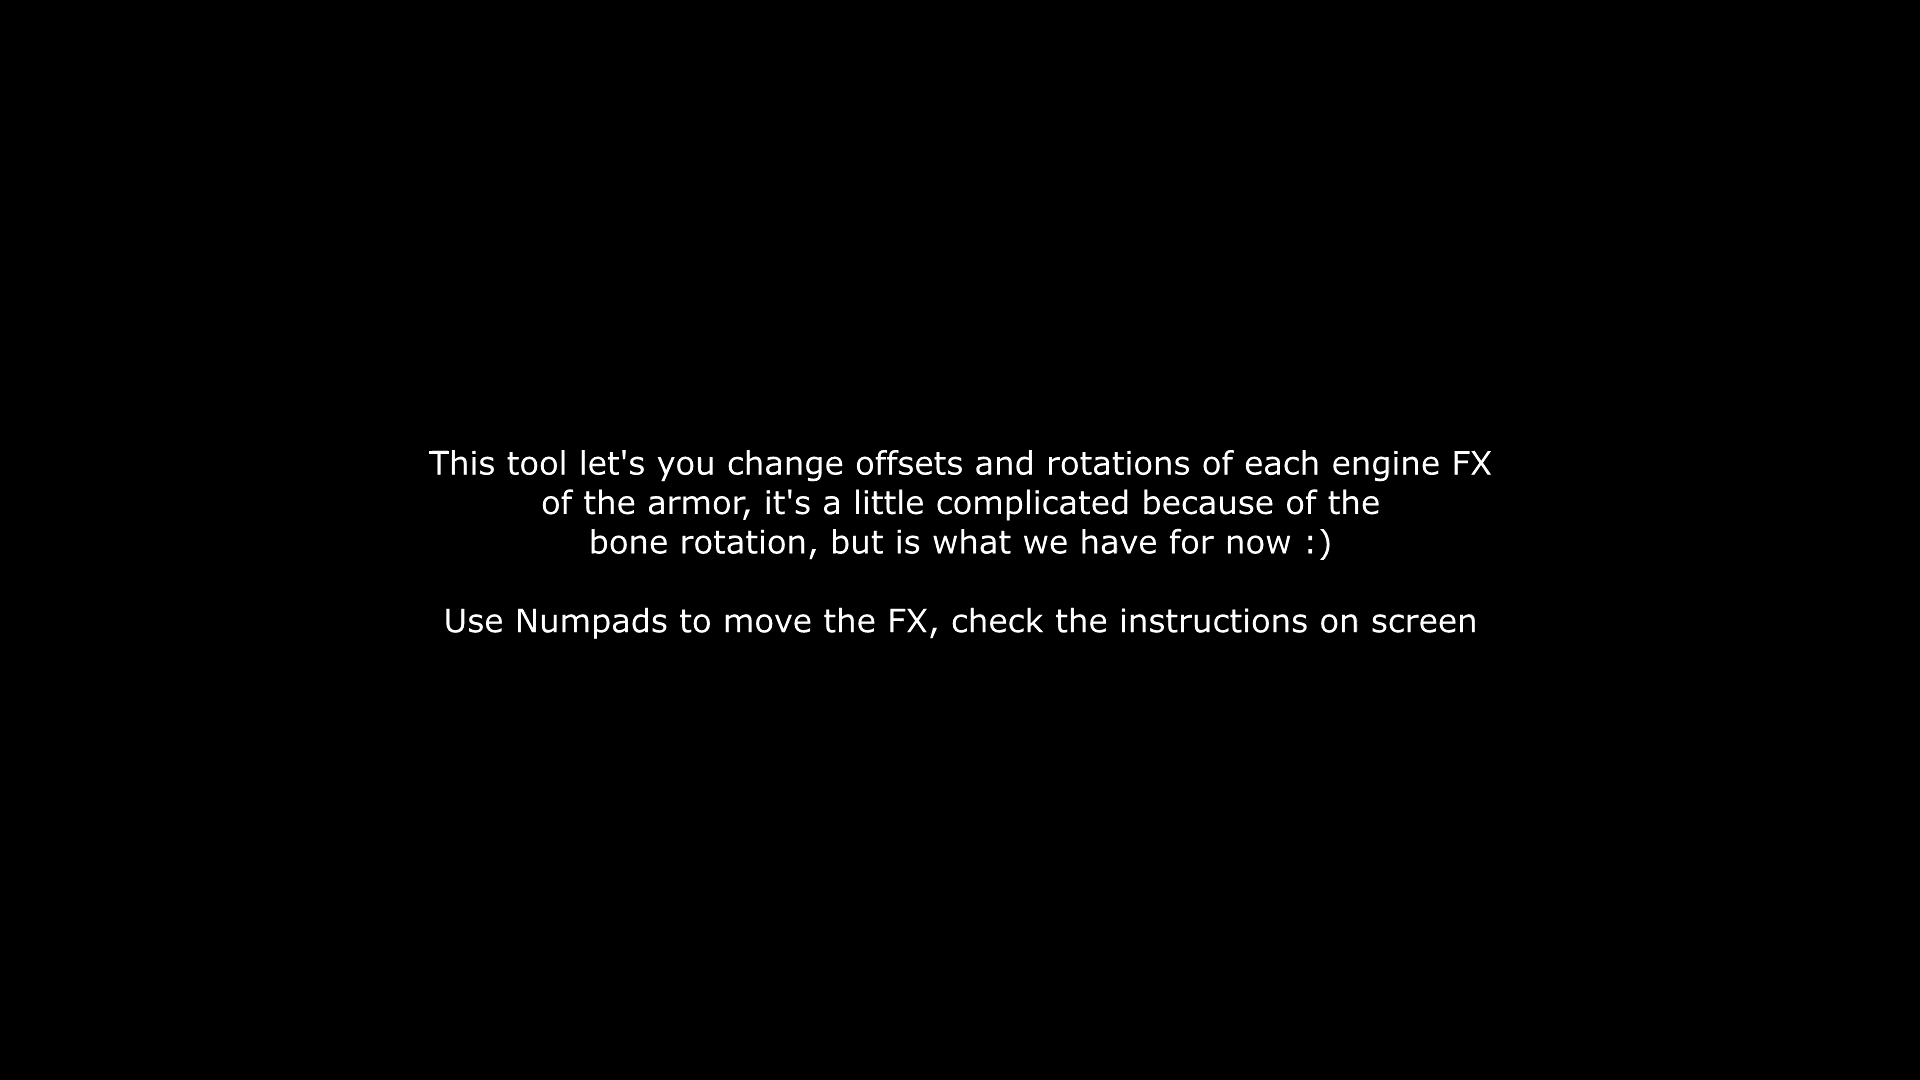 This tool let's you change offsets and rotations of each engine FX
of the armor, it's a little complicated because of the
bone rotation, but is what we have for now :)
Use Numpads to move the FX, check the instructions on screen